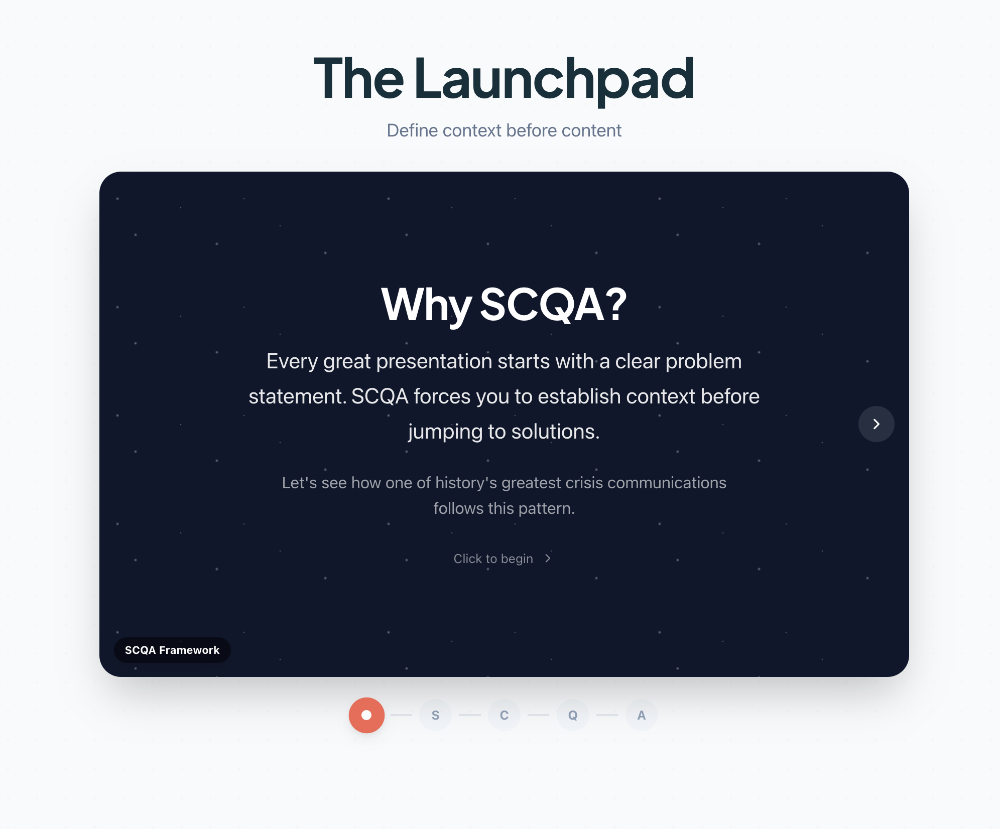 The Launchpad
Define context before content
Why SCQA?
Every great presentation starts with a clear problem
statement. SCQA forces you to establish context before
jumping to solutions.
Let's see how one of history's greatest crisis communications
follows this pattern.
Click to begin
SCQA Framework
S C Q A